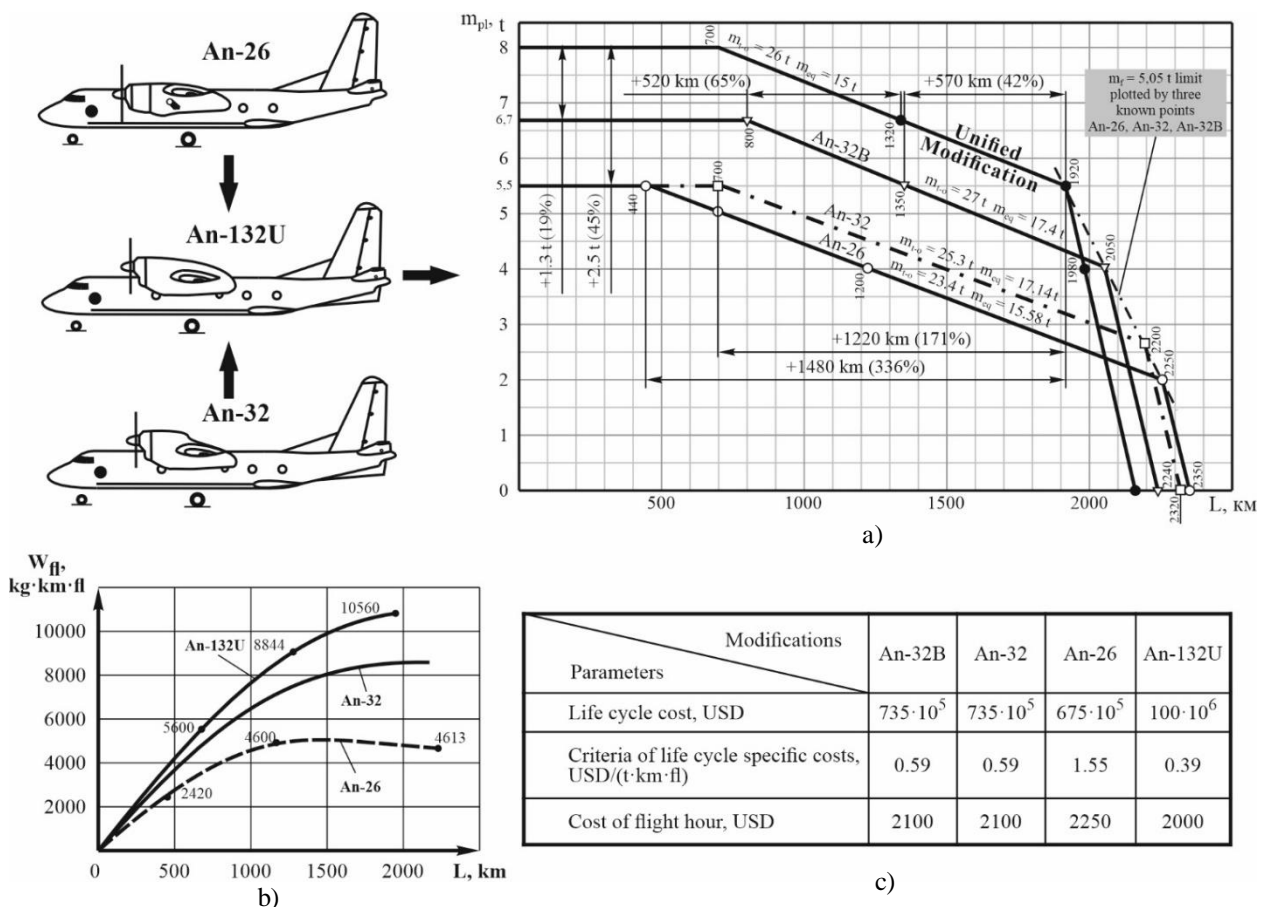 An-26
An-132U
An-32
m_pl, t
8
7
6.7
6
5.5
5
4
3
2
1
0
500
1000
1500
2000
L, км
700
m_t-o = 26 t m_eq = 15 t
+520 km (65%)
+570 km (42%)
m_f = 5,05 t limit
plotted by three
known points
An-26, An-32, An-32B
800
1320
Unified
Modification
1920
An-32B
1350
m_t-o = 27 t m_eq = 17.4 t
2050
440
700
An-32
An-26
m_t-o = 25.3 t m_eq = 17.14 t
m_t-o = 23.4 t m_eq = 15.58 t
1200
1980
+1.3 t (19%)
+2.5 t (45%)
+1220 km (171%)
+1480 km (336%)
2200
2250
2240
2320
2350
a)
W_fl,
kg·km·fl
10000
8000
6000
4000
2000
0
500
1000
1500
2000
L, km
10560
An-132U
8844
An-32
5600
4600
4613
An-26
2420
b)
Modifications
Parameters
An-32B
An-32
An-26
An-132U
Life cycle cost, USD
735·10⁵
735·10⁵
675·10⁵
100·10⁶
Criteria of life cycle specific costs,
USD/(t·km·fl)
0.59
0.59
1.55
0.39
Cost of flight hour, USD
2100
2100
2250
2000
c)